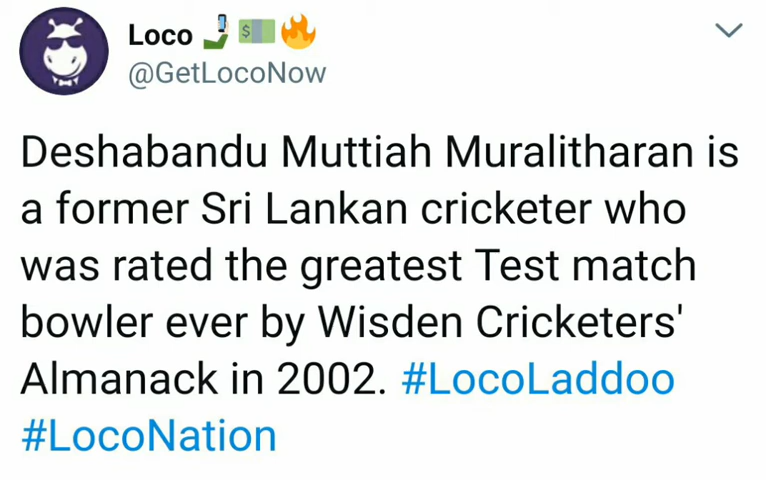 Loco 🤳💵🔥
@GetLocoNow
Deshabandu Muttiah Muralitharan is
a former Sri Lankan cricketer who
was rated the greatest Test match
bowler ever by Wisden Cricketers'
Almanack in 2002. #LocoLaddoo
#LocoNation